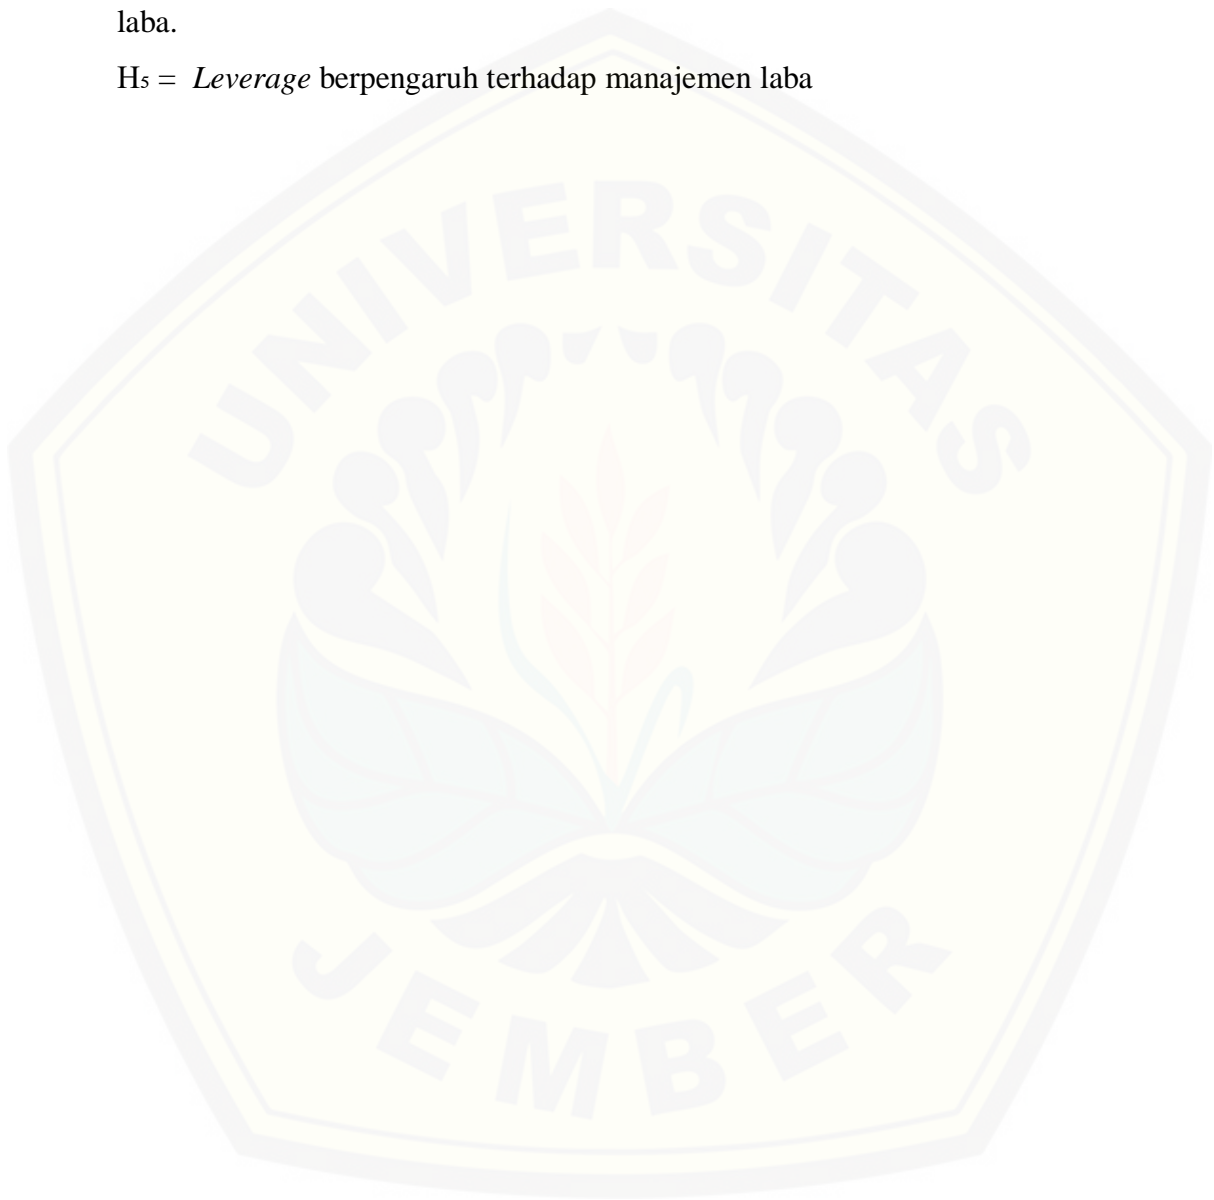 laba.
H₅ = Leverage berpengaruh terhadap manajemen laba
UNIVERSITAS
JEMBER